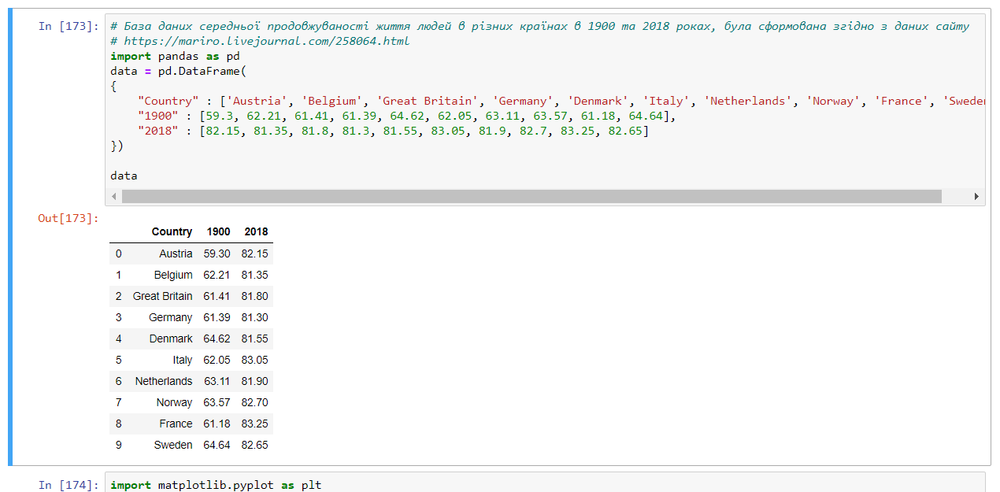 In [173]: # База даних середньої продовжуваності життя людей в різних країнах в 1900 та 2018 роках, була сформована згідно з даних сайту
# https://mariro.livejournal.com/258064.html
import pandas as pd
data = pd.DataFrame(
{
"Country" : ['Austria', 'Belgium', 'Great Britain', 'Germany', 'Denmark', 'Italy', 'Netherlands', 'Norway', 'France', 'Sweden
"1900" : [59.3, 62.21, 61.41, 61.39, 64.62, 62.05, 63.11, 63.57, 61.18, 64.64],
"2018" : [82.15, 81.35, 81.8, 81.3, 81.55, 83.05, 81.9, 82.7, 83.25, 82.65]
})
data
Out[173]:
Country 1900 2018
0 Austria 59.30 82.15
1 Belgium 62.21 81.35
2 Great Britain 61.41 81.80
3 Germany 61.39 81.30
4 Denmark 64.62 81.55
5 Italy 62.05 83.05
6 Netherlands 63.11 81.90
7 Norway 63.57 82.70
8 France 61.18 83.25
9 Sweden 64.64 82.65
In [174]: import matplotlib.pyplot as plt